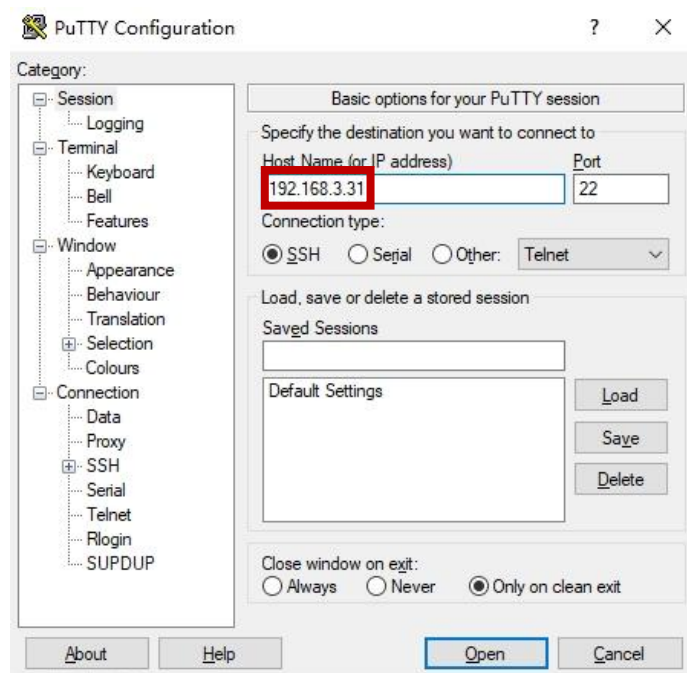 PuTTY Configuration ? ×
Category:
Session
Logging
Terminal
Keyboard
Bell
Features
Window
Appearance
Behaviour
Translation
Selection
Colours
Connection
Data
Proxy
SSH
Serial
Telnet
Rlogin
SUPDUP
Basic options for your PuTTY session
Specify the destination you want to connect to
Host Name (or IP address) Port
192.168.3.31 22
Connection type:
SSH Serial Other: Telnet
Load, save or delete a stored session
Saved Sessions
Default Settings
Load
Save
Delete
Close window on exit:
Always Never Only on clean exit
About Help Open Cancel